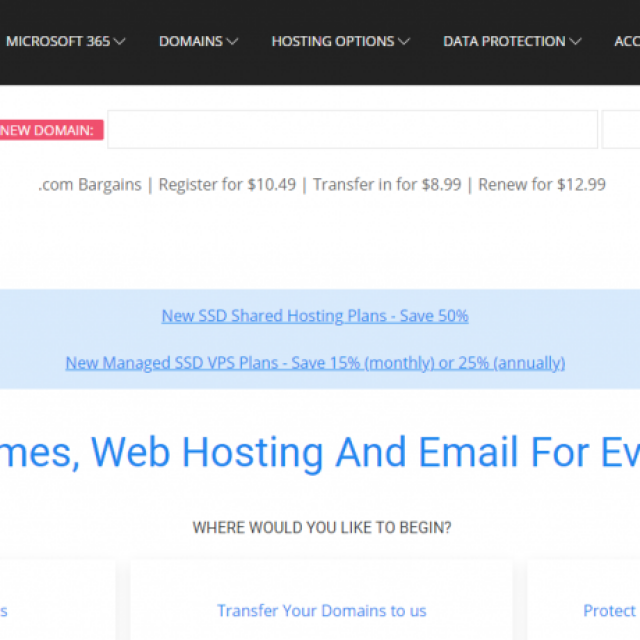 MICROSOFT 365 DOMAINS HOSTING OPTIONS DATA PROTECTION ACC
NEW DOMAIN:
.com Bargains | Register for $10.49 | Transfer in for $8.99 | Renew for $12.99
New SSD Shared Hosting Plans - Save 50%
New Managed SSD VPS Plans - Save 15% (monthly) or 25% (annually)
mes, Web Hosting And Email For Ev
WHERE WOULD YOU LIKE TO BEGIN?
s Transfer Your Domains to us Protect